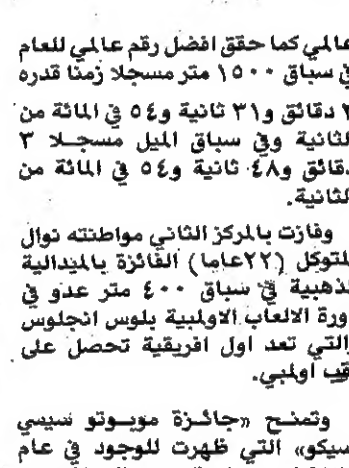 عالمي كما حقق افضل رقم عالمي للعام
في سباق ١٥٠٠ متر مسجلا زمنا قدره
٣ دقائق و٣١ ثانية و٥٤ في المائة من
الثانية وفي سباق الميل مسجلا ٣
دقائق و٤٨ ثانية و٥٤ في المائة من
الثانية.
وفازت بالمركز الثاني مواطنته نوال
المتوكل (٢٢عاما) الفائزة بالميدالية
الذهبية في سباق ٤٠٠ متر عدو في
دورة الالعاب الاولمبية بلوس انجلوس
والتي تعد اول افريقية تحصل على
لقب اولمبي.
وتمنح «جائزة موبوتو سيسي
سيكو» التي ظهرت للوجود في عام